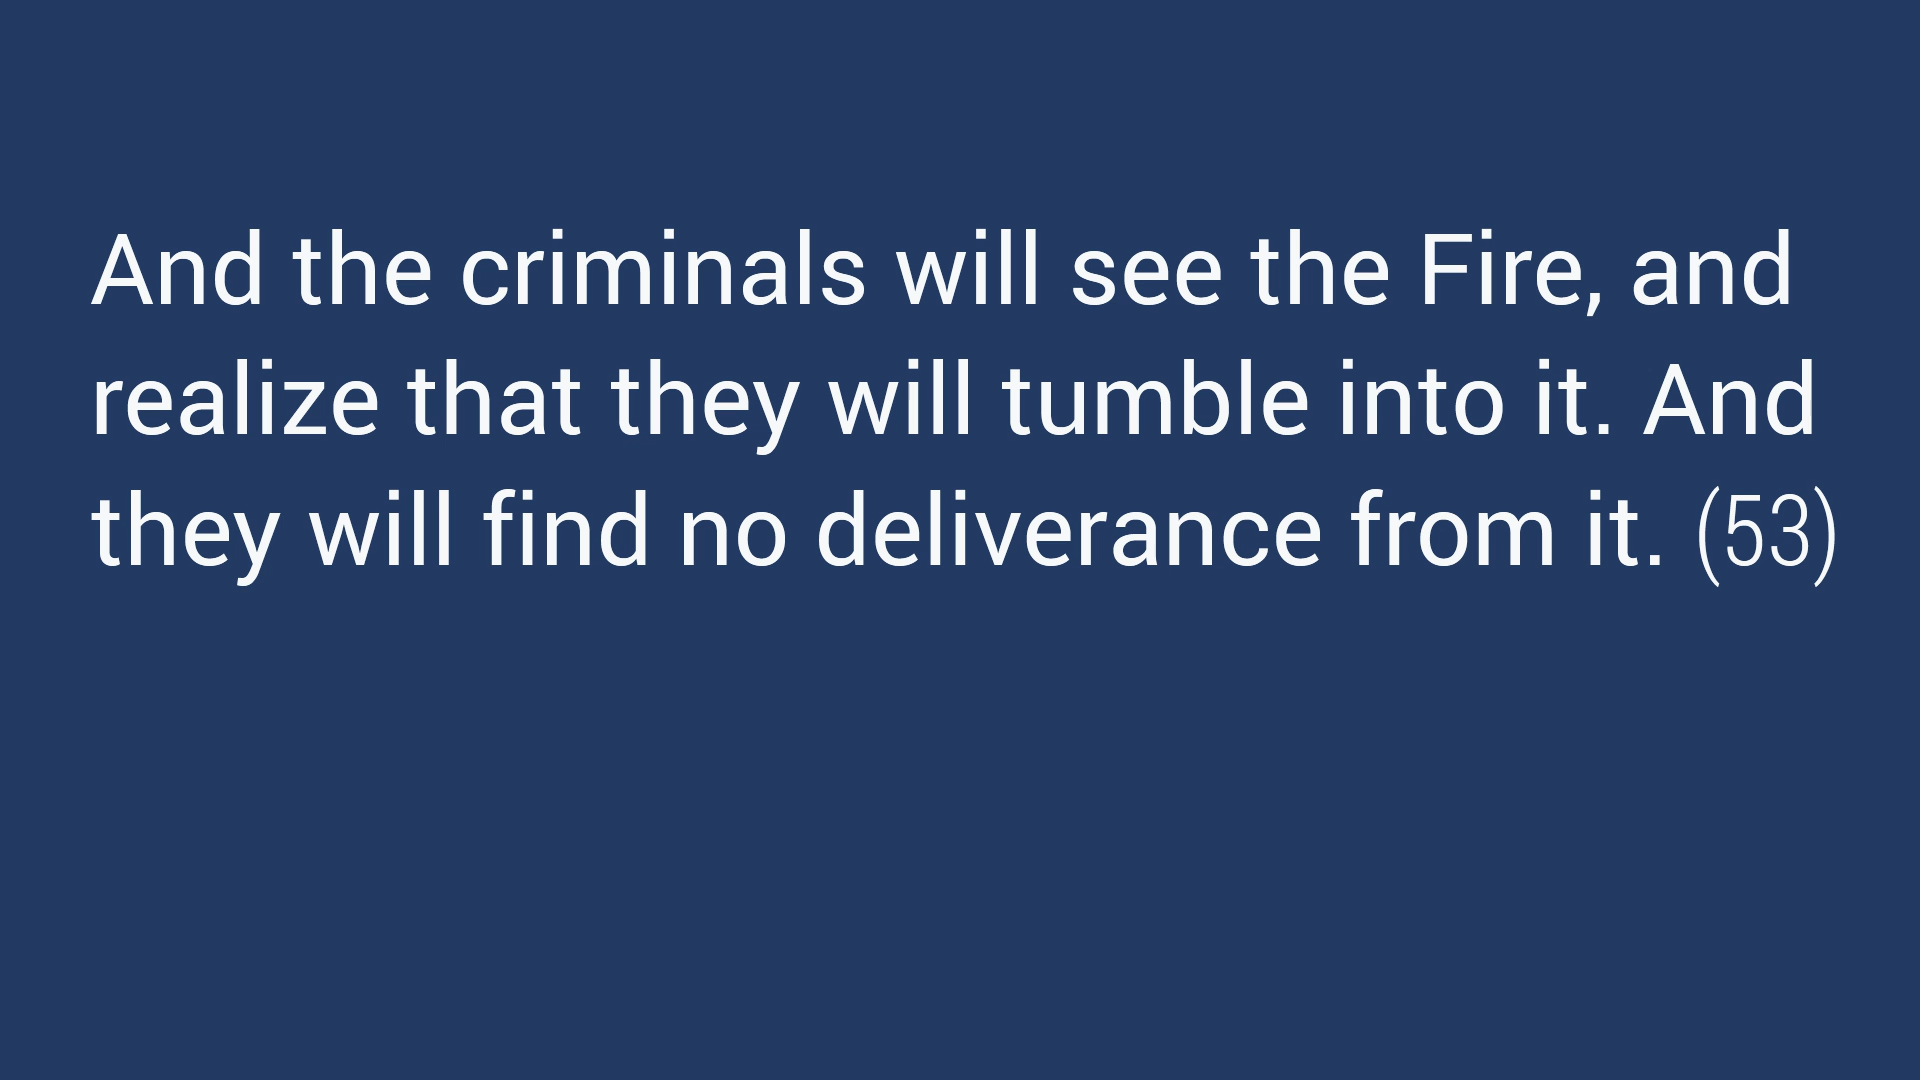 And the criminals will see the Fire, and
realize that they will tumble into it. And
they will find no deliverance from it. (53)